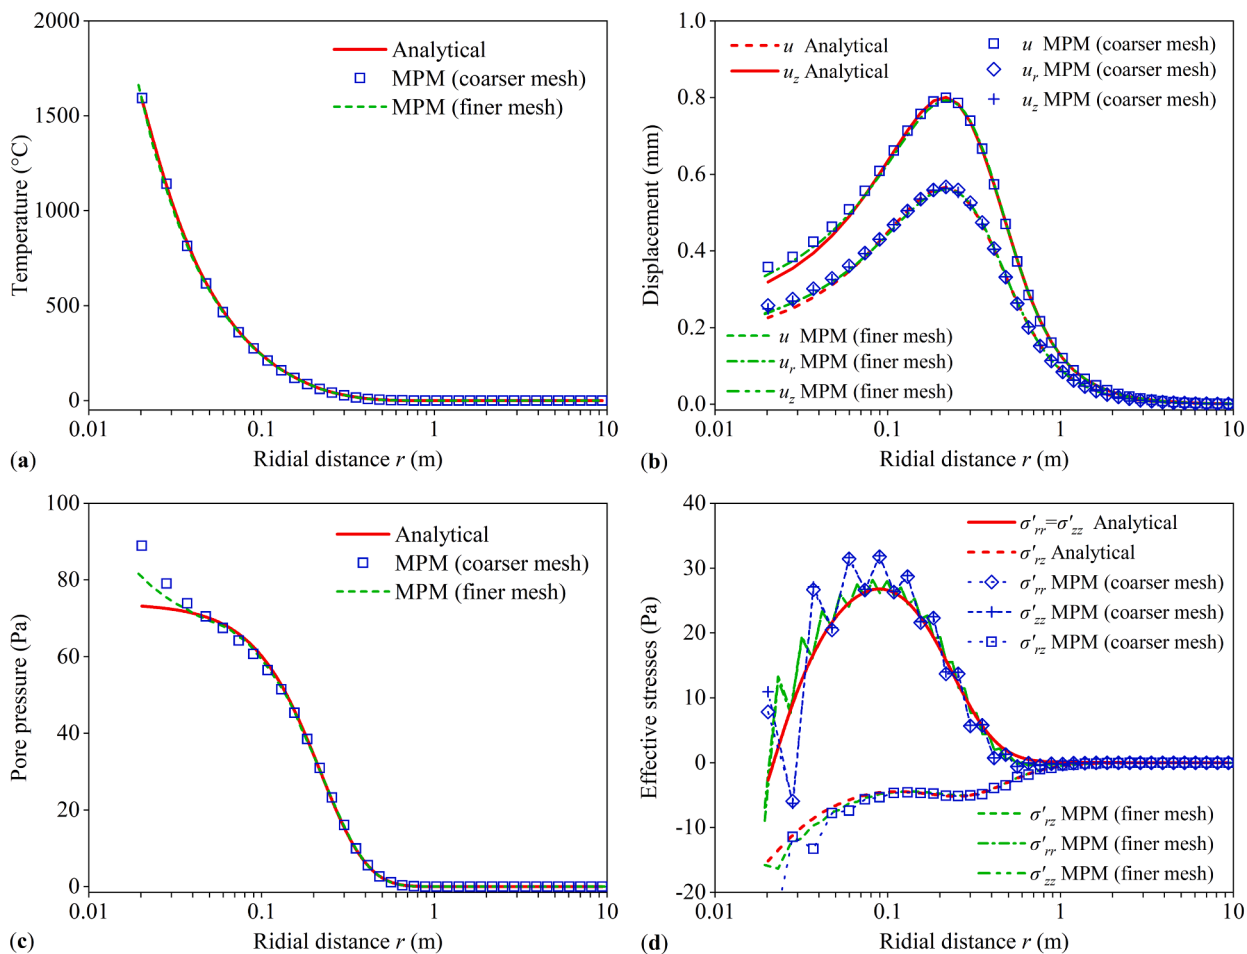 2000
1500
1000
500
0
Temperature (°C)
Analytical
MPM (coarser mesh)
MPM (finer mesh)
0.01 0.1 1 10
Ridial distance r (m)
(a)
1.0
0.8
0.6
0.4
0.2
0.0
Displacement (mm)
u Analytical
u_z Analytical
u MPM (coarser mesh)
u_r MPM (coarser mesh)
u_z MPM (coarser mesh)
u MPM (finer mesh)
u_r MPM (finer mesh)
u_z MPM (finer mesh)
0.01 0.1 1 10
Ridial distance r (m)
(b)
100
80
60
40
20
0
Pore pressure (Pa)
Analytical
MPM (coarser mesh)
MPM (finer mesh)
0.01 0.1 1 10
Ridial distance r (m)
(c)
40
30
20
10
0
-10
-20
Effective stresses (Pa)
σ'_rr=σ'_zz Analytical
σ'_rz Analytical
σ'_rr MPM (coarser mesh)
σ'_zz MPM (coarser mesh)
σ'_rz MPM (coarser mesh)
σ'_rz MPM (finer mesh)
σ'_rr MPM (finer mesh)
σ'_zz MPM (finer mesh)
0.01 0.1 1 10
Ridial distance r (m)
(d)